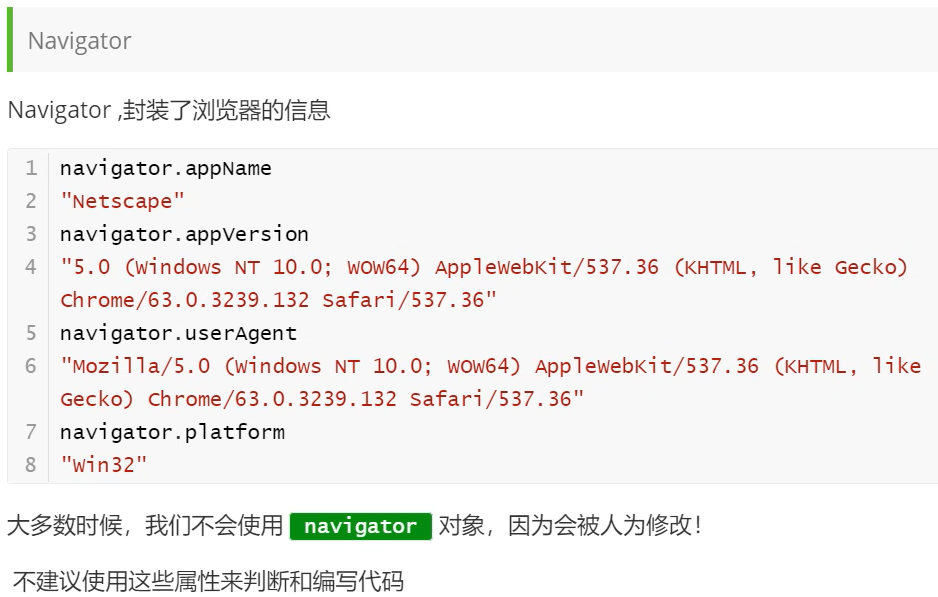 Navigator
Navigator ,封装了浏览器的信息
1 navigator.appName
2 "Netscape"
3 navigator.appVersion
4 "5.0 (Windows NT 10.0; WOW64) AppleWebKit/537.36 (KHTML, like Gecko)
Chrome/63.0.3239.132 Safari/537.36"
5 navigator.userAgent
6 "Mozilla/5.0 (Windows NT 10.0; WOW64) AppleWebKit/537.36 (KHTML, like
Gecko) Chrome/63.0.3239.132 Safari/537.36"
7 navigator.platform
8 "Win32"
大多数时候，我们不会使用 navigator 对象，因为会被人为修改！
不建议使用这些属性来判断和编写代码